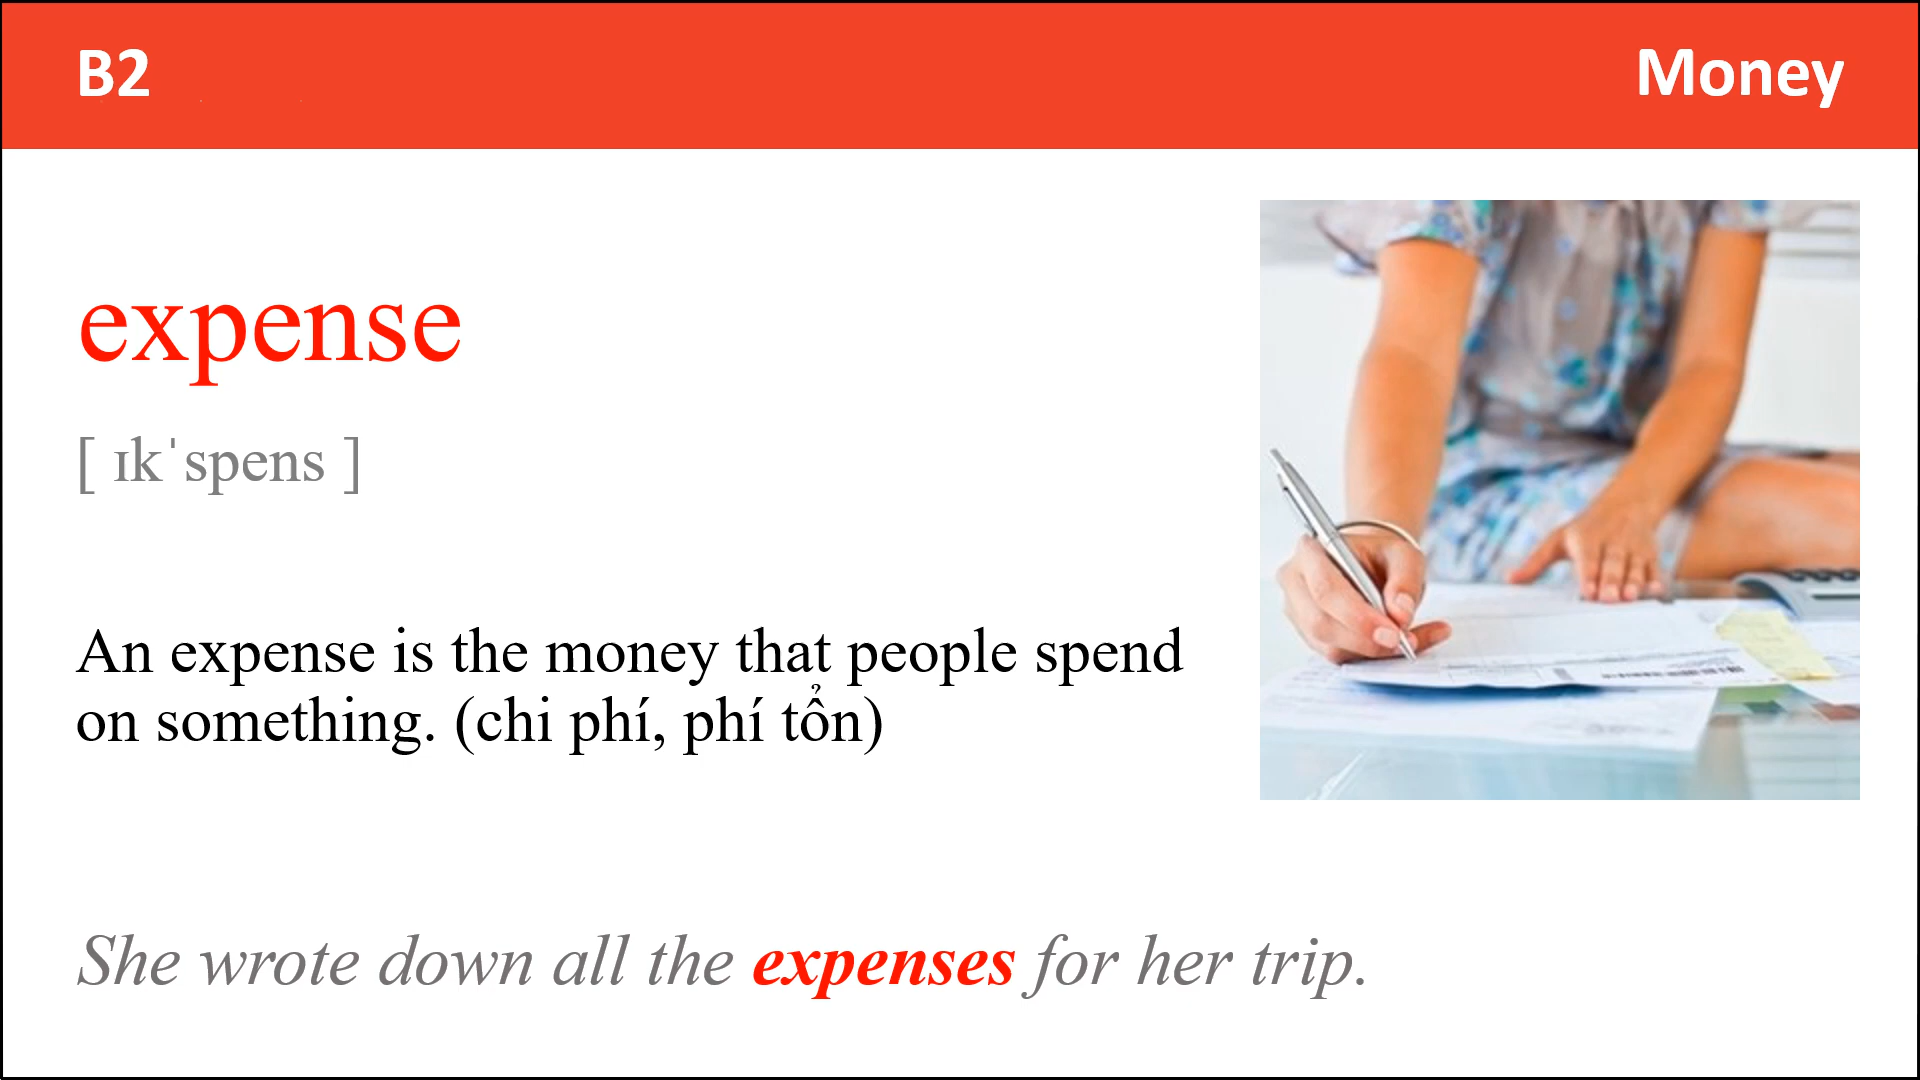 B2
Money
expense
[ ɪkˈspens ]
An expense is the money that people spend
on something. (chi phí, phí tổn)
She wrote down all the expenses for her trip.